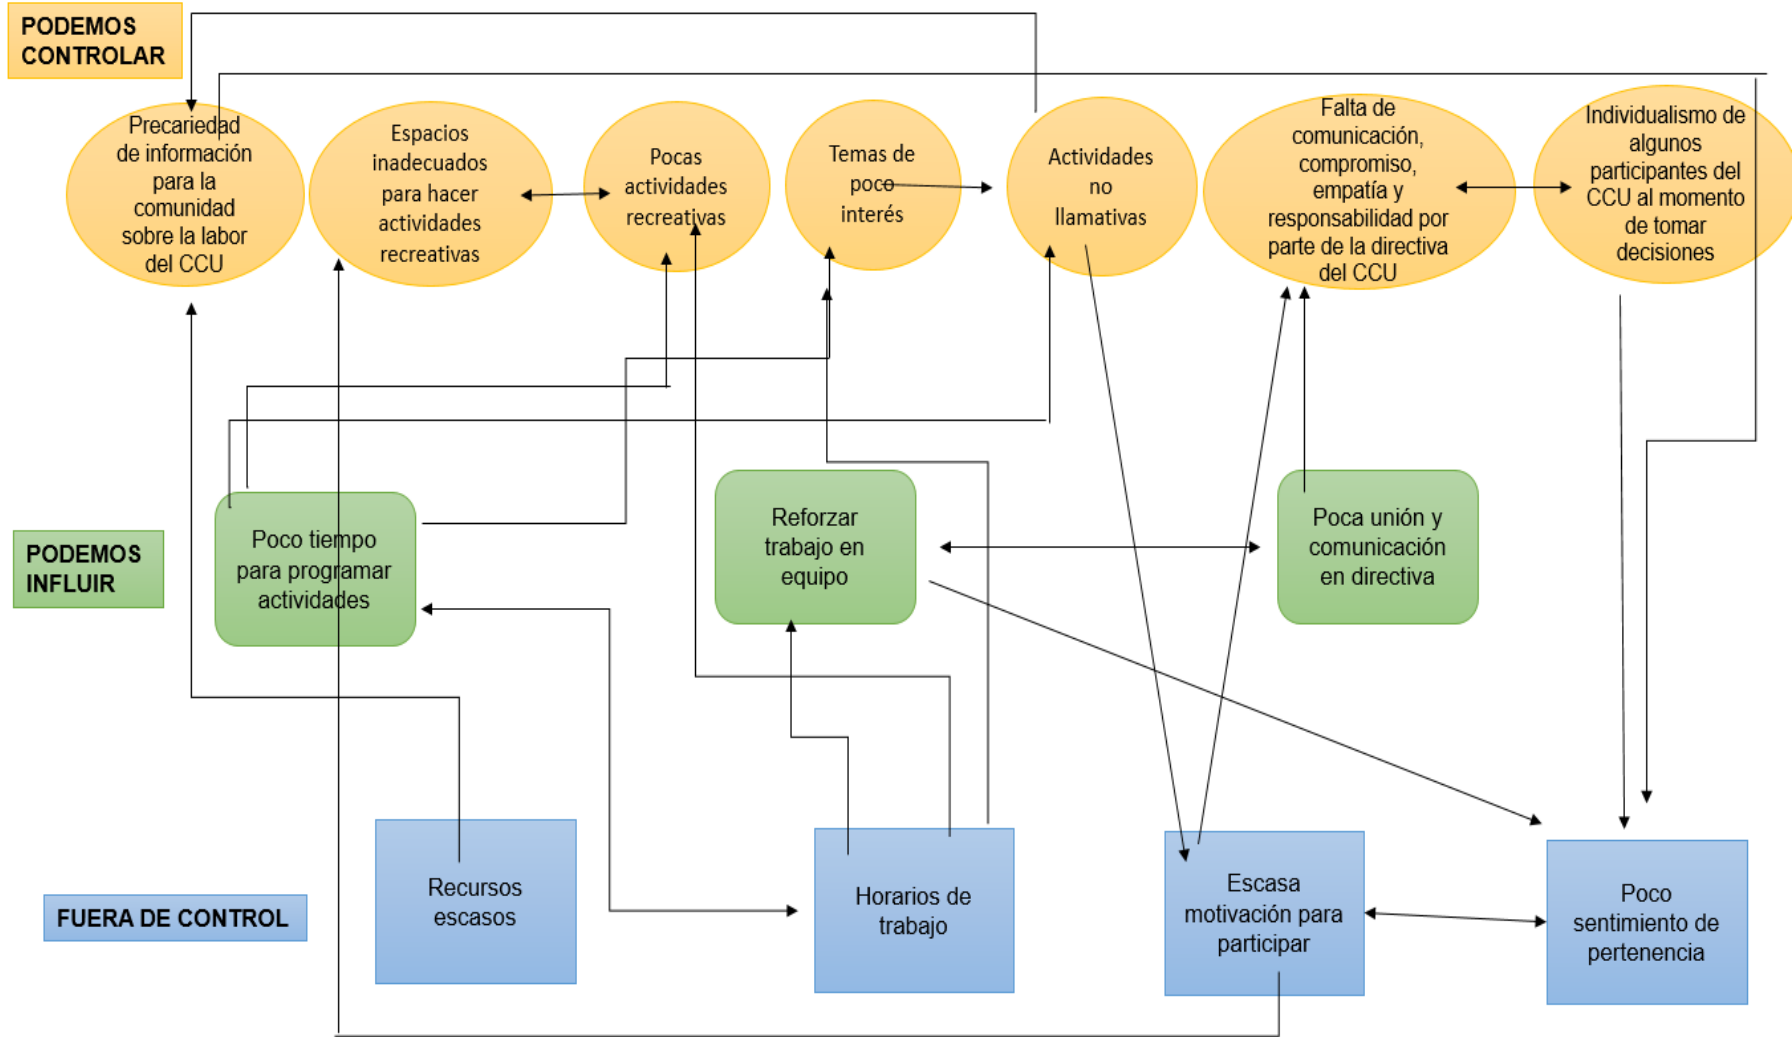 PODEMOS
CONTROLAR
Precariedad
de información
para la
comunidad
sobre la labor
del CCU
Espacios
inadecuados
para hacer
actividades
recreativas
Pocas
actividades
recreativas
Temas de
poco
interés
Actividades
no
llamativas
Falta de
comunicación,
compromiso,
empatía y
responsabilidad por
parte de la directiva
del CCU
Individualismo de
algunos
participantes del
CCU al momento
de tomar
decisiones
PODEMOS
INFLUIR
Poco tiempo
para programar
actividades
Reforzar
trabajo en
equipo
Poca unión y
comunicación
en directiva
FUERA DE CONTROL
Recursos
escasos
Horarios de
trabajo
Escasa
motivación para
participar
Poco
sentimiento de
pertenencia